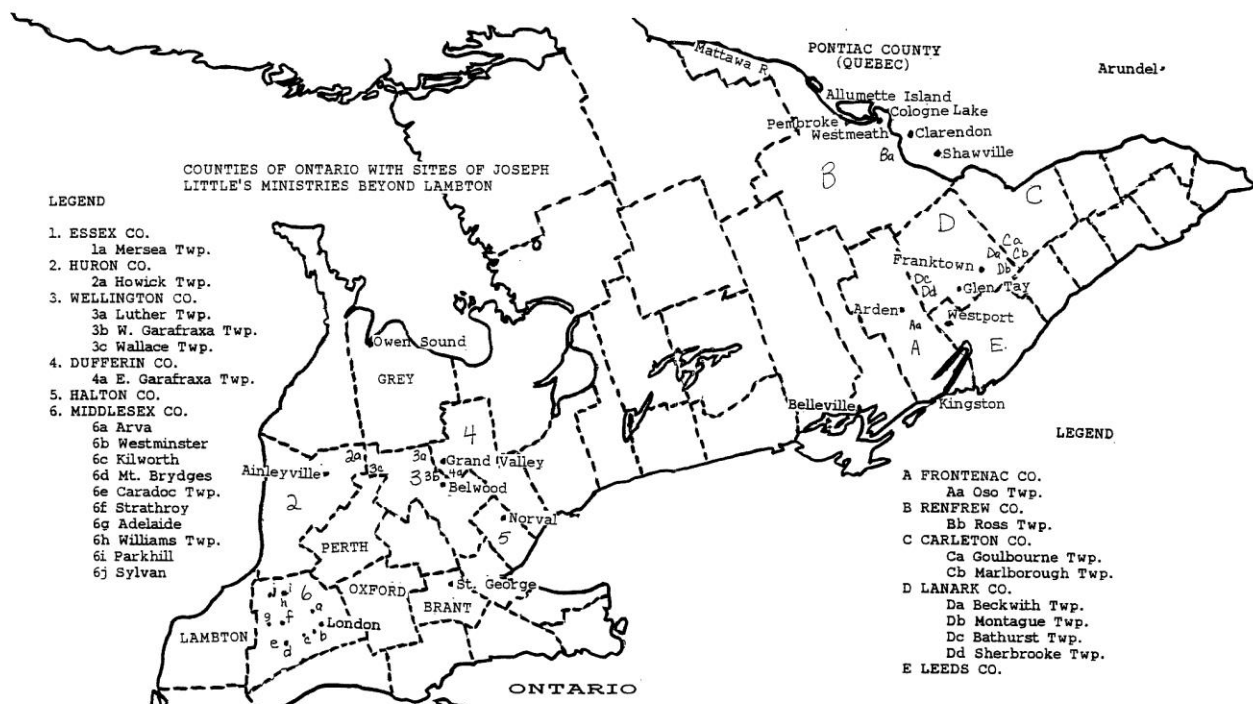 PONTIAC COUNTY
(QUEBEC)
Mattawa R.
Arundel
Allumette Island
Cologne Lake
Pembroke
Westmeath
Clarendon
Ba
Shawville
COUNTIES OF ONTARIO WITH SITES OF JOSEPH
LITTLE'S MINISTRIES BEYOND LAMBTON
B
C
D
LEGEND
1. ESSEX CO.
1a Mersea Twp.
2. HURON CO.
2a Howick Twp.
3. WELLINGTON CO.
3a Luther Twp.
3b W. Garafraxa Twp.
3c Wallace Twp.
4. DUFFERIN CO.
4a E. Garafraxa Twp.
5. HALTON CO.
6. MIDDLESEX CO.
6a Arva
6b Westminster
6c Kilworth
6d Mt. Brydges
6e Caradoc Twp.
6f Strathroy
6g Adelaide
6h Williams Twp.
6i Parkhill
6j Sylvan
Ca
Da Cb
Franktown
Db
Dc
Dd
Glen Tay
Arden
Aa
Westport
A
E
Owen Sound
GREY
Belleville
Kingston
4
2a
3c
3a
Grand Valley
Ainleyville
3
3b
4a
Belwood
2
Norval
5
PERTH
OXFORD
St. George
BRANT
j
i
6
h
a
g
f
London
e
c
b
d
LAMBTON
ONTARIO
LEGEND
A FRONTENAC CO.
Aa Oso Twp.
B RENFREW CO.
Bb Ross Twp.
C CARLETON CO.
Ca Goulbourne Twp.
Cb Marlborough Twp.
D LANARK CO.
Da Beckwith Twp.
Db Montague Twp.
Dc Bathurst Twp.
Dd Sherbrooke Twp.
E LEEDS CO.